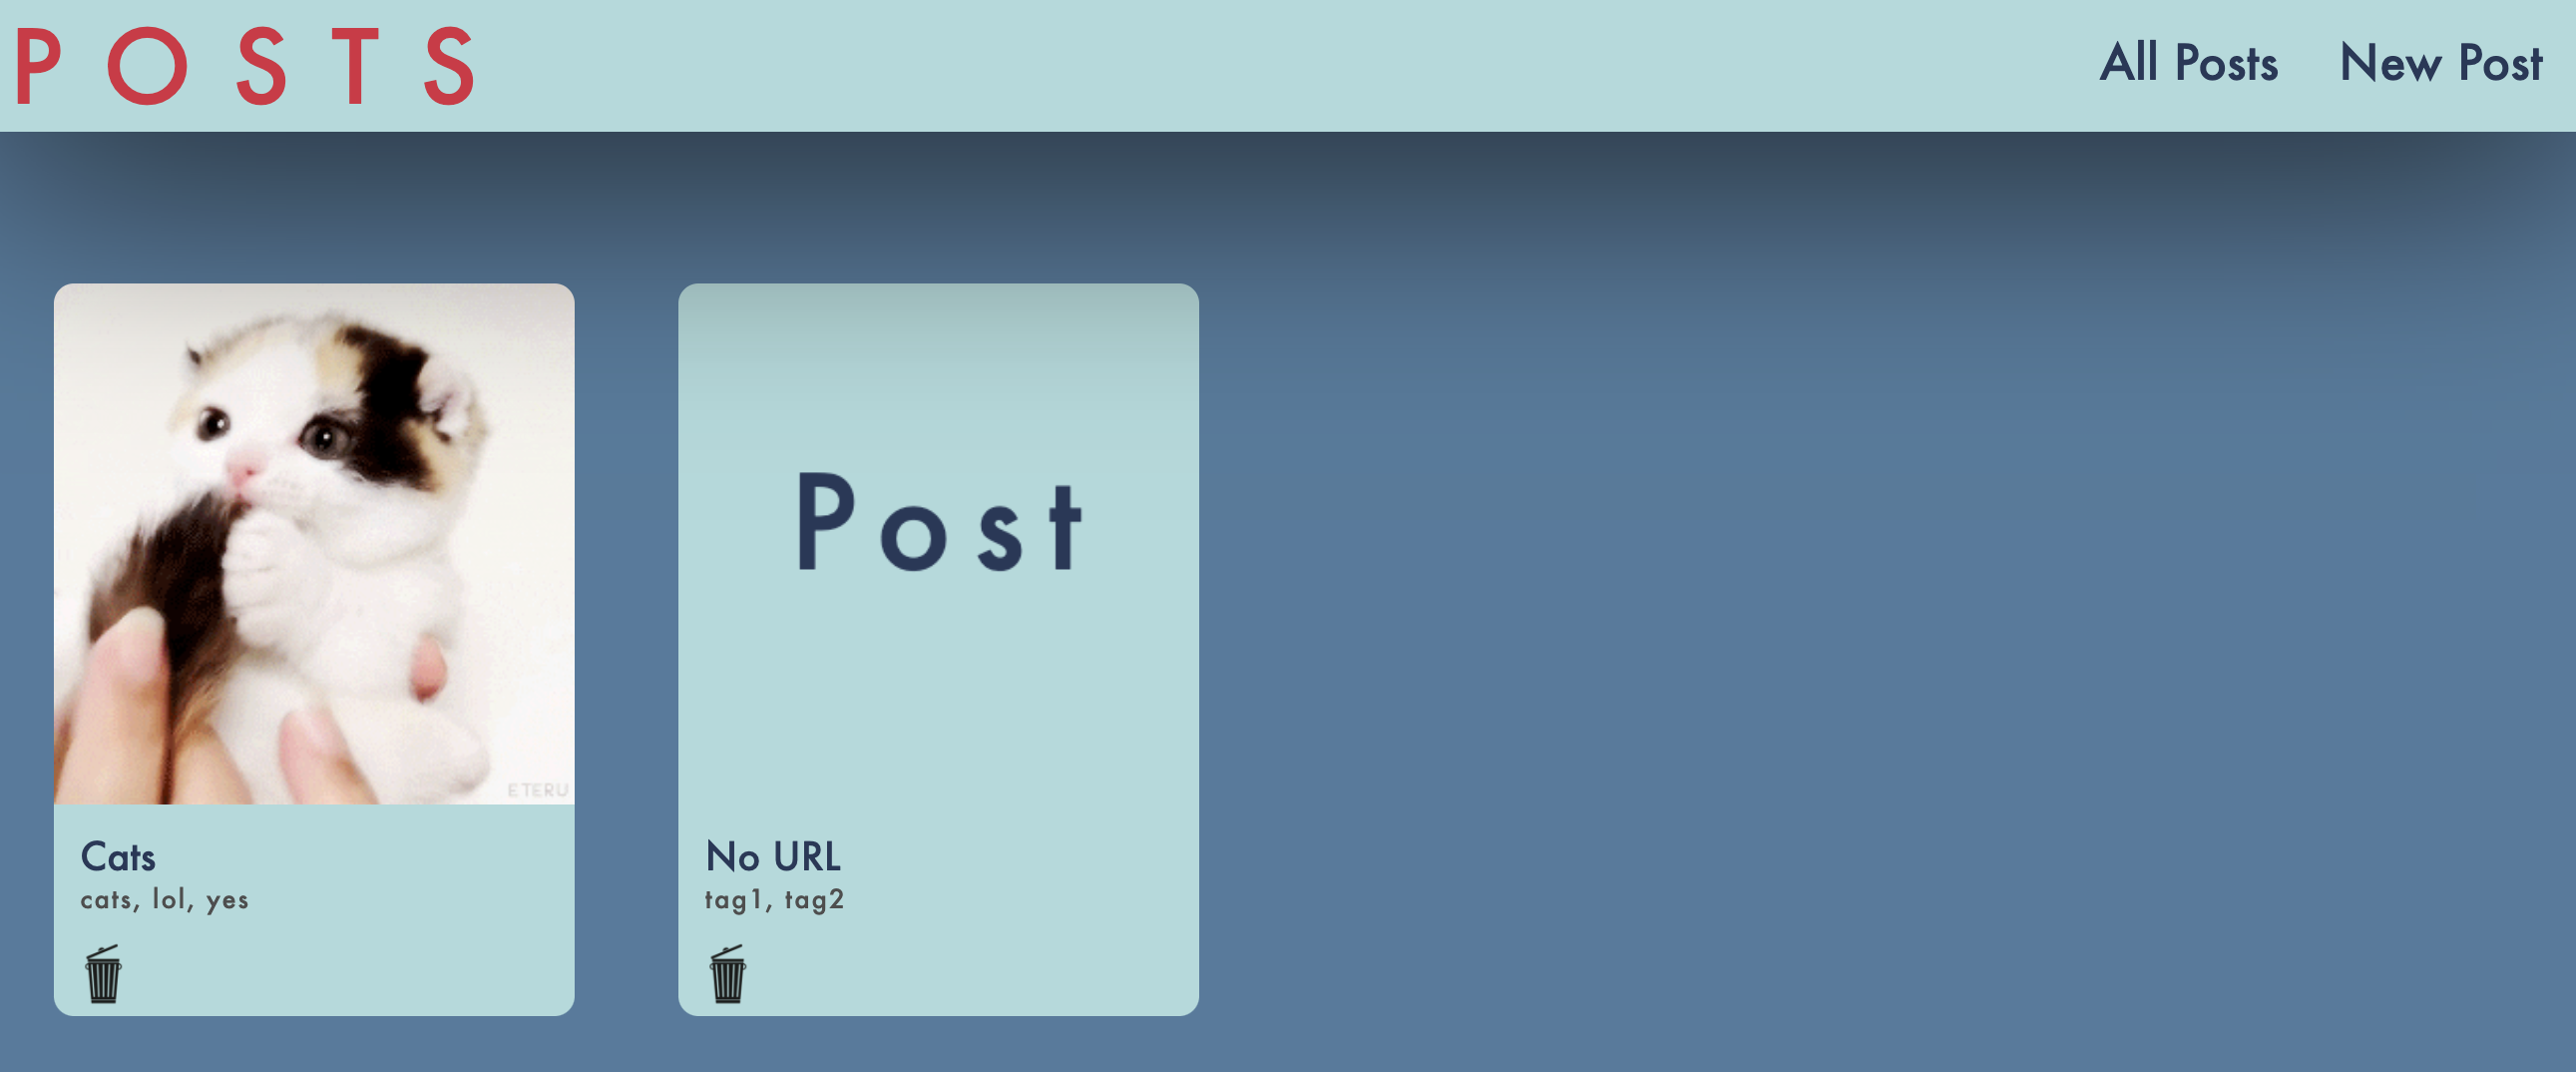 POSTS
All Posts
New Post
Post
ETERU
Cats
cats, lol, yes
No URL
tag1, tag2